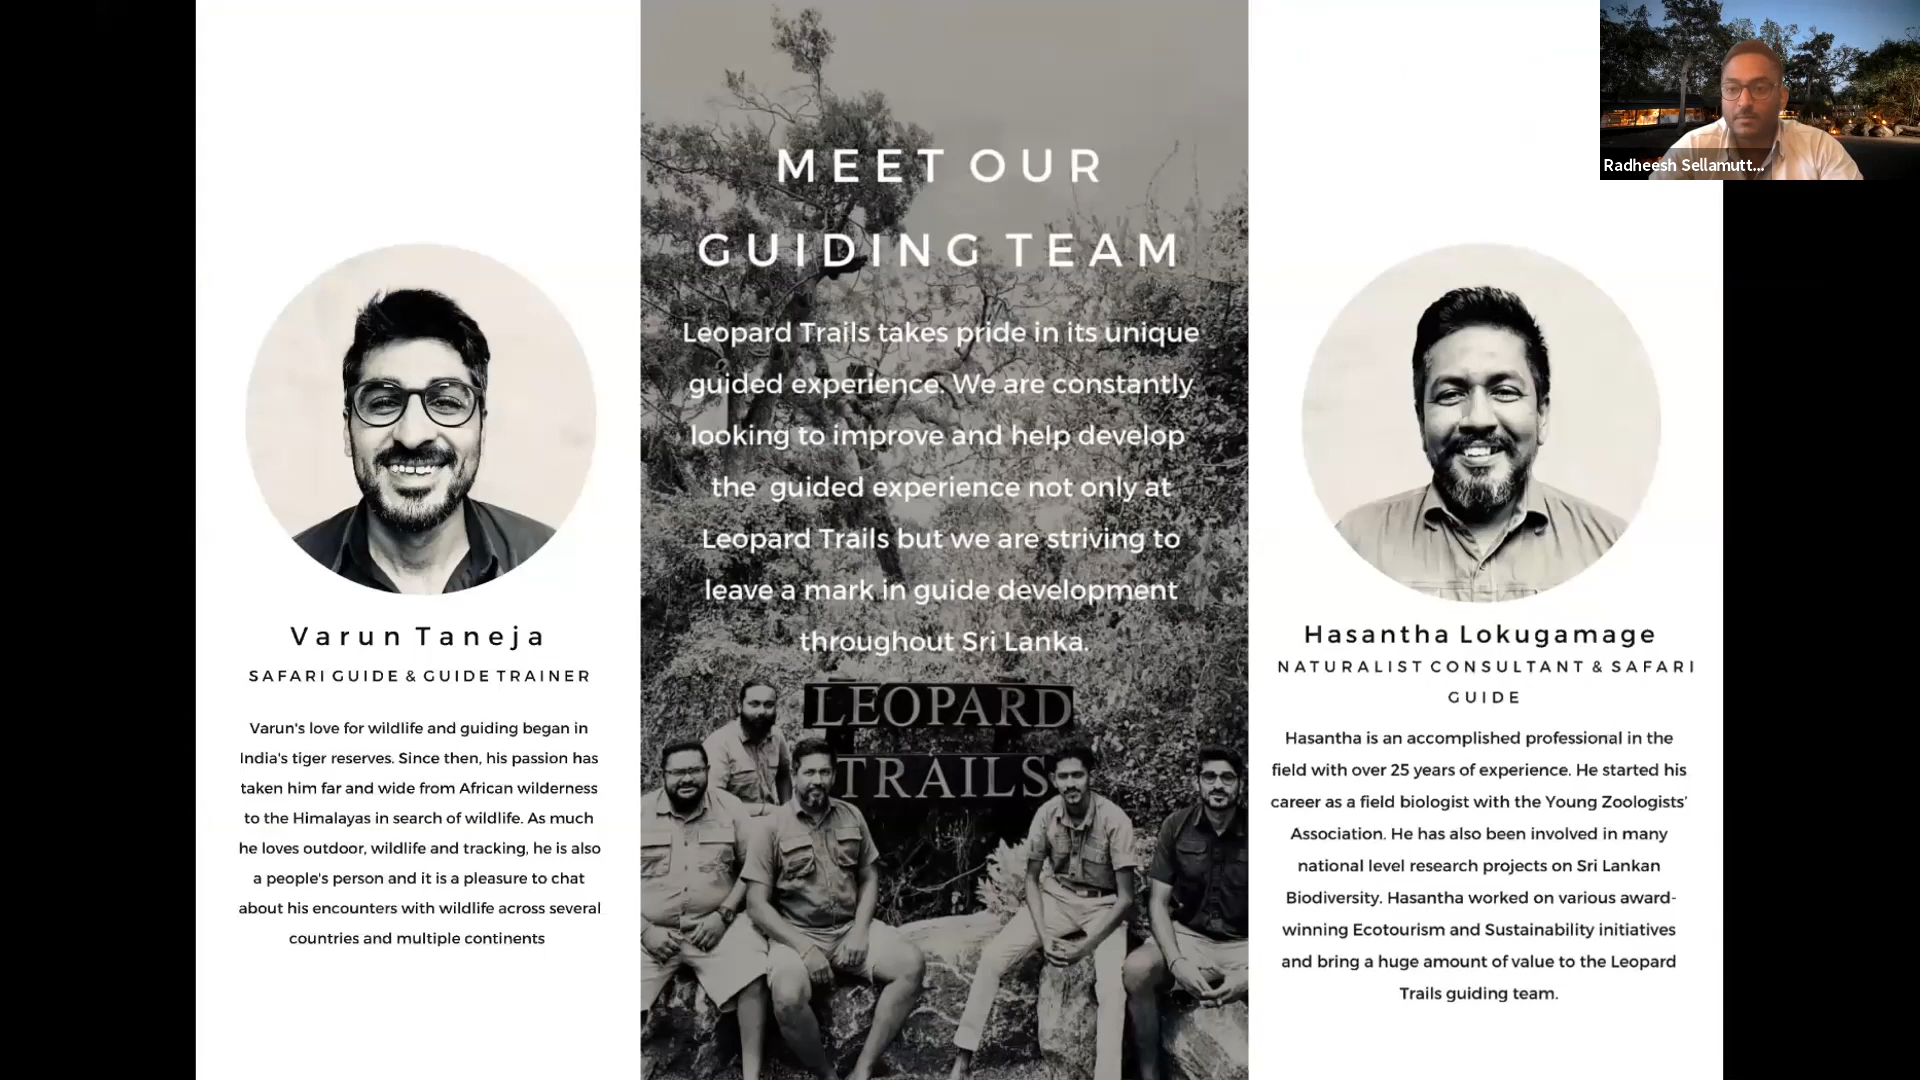 MEET OUR
GUIDING TEAM
Leopard Trails takes pride in its unique
guided experience. We are constantly
looking to improve and help develop
the guided experience not only at
Leopard Trails but we are striving to
leave a mark in guide development
throughout Sri Lanka.
LEOPARD
TRAILS
Varun Taneja
SAFARI GUIDE & GUIDE TRAINER
Varun's love for wildlife and guiding began in
India's tiger reserves. Since then, his passion has
taken him far and wide from African wilderness
to the Himalayas in search of wildlife. As much
he loves outdoor, wildlife and tracking, he is also
a people's person and it is a pleasure to chat
about his encounters with wildlife across several
countries and multiple continents
Hasantha Lokugamage
NATURALIST CONSULTANT & SAFARI
GUIDE
Hasantha is an accomplished professional in the
field with over 25 years of experience. He started his
career as a field biologist with the Young Zoologists’
Association. He has also been involved in many
national level research projects on Sri Lankan
Biodiversity. Hasantha worked on various award-
winning Ecotourism and Sustainability initiatives
and bring a huge amount of value to the Leopard
Trails guiding team.
Radheesh Sellamutt...